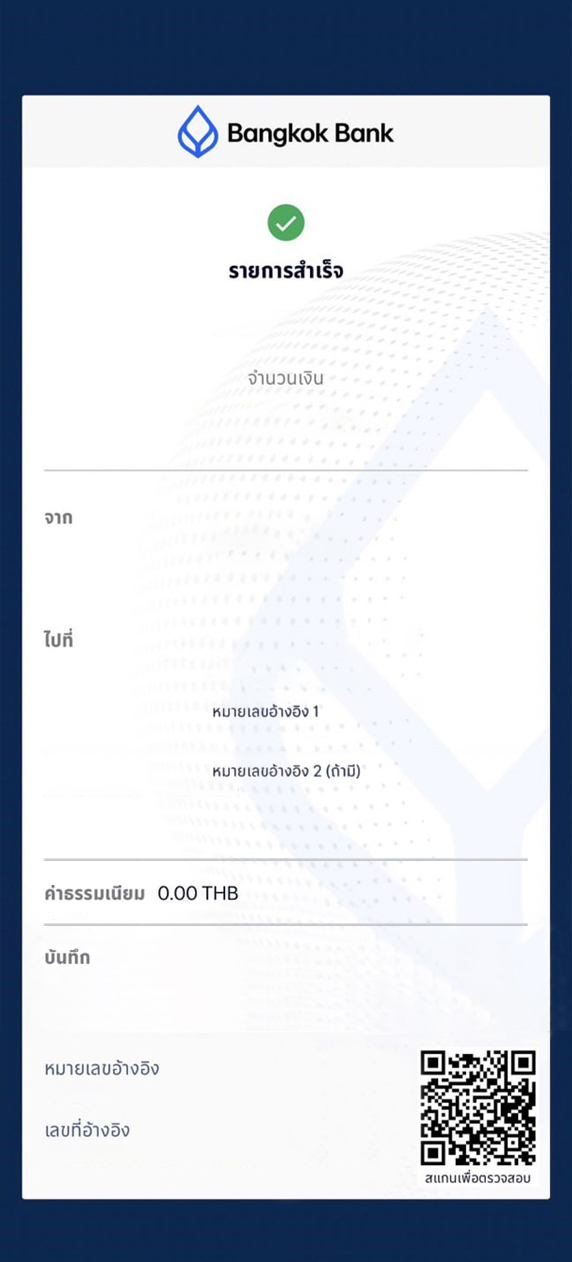 Bangkok Bank
รายการสำเร็จ
จำนวนเงิน
จาก
ไปที่
หมายเลขอ้างอิง 1
หมายเลขอ้างอิง 2 (ถ้ามี)
ค่าธรรมเนียม 0.00 THB
บันทึก
หมายเลขอ้างอิง
เลขที่อ้างอิง
สแกนเพื่อตรวจสอบ